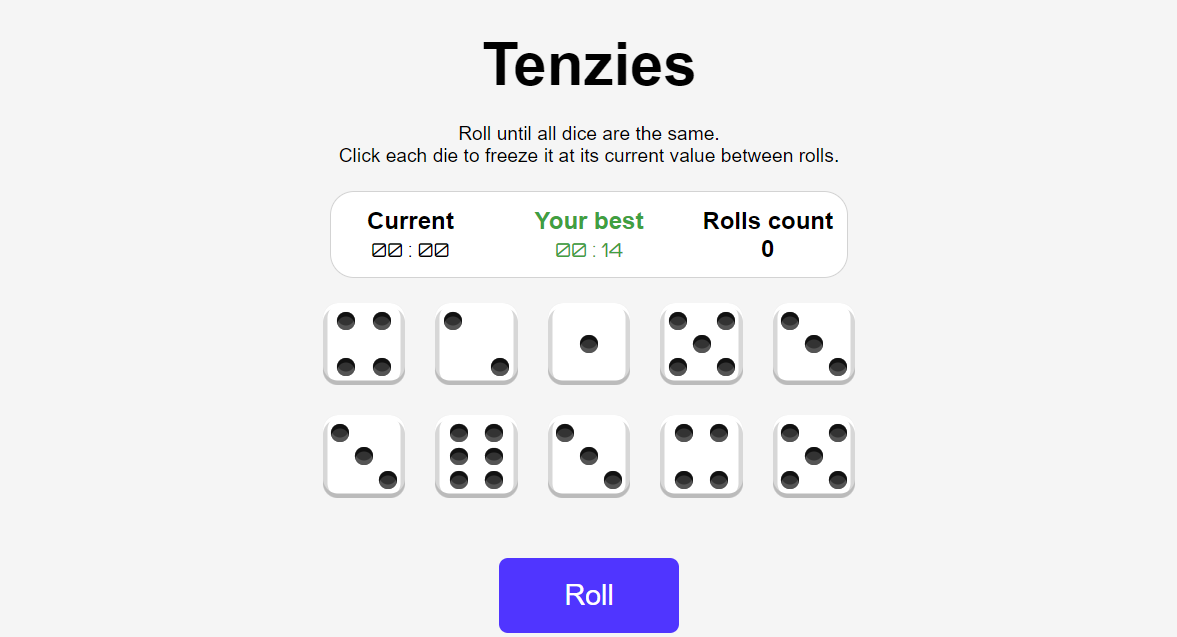 Tenzies
Roll until all dice are the same.
Click each die to freeze it at its current value between rolls.
Current Your best Rolls count
00 : 00 00 : 14 0
Roll